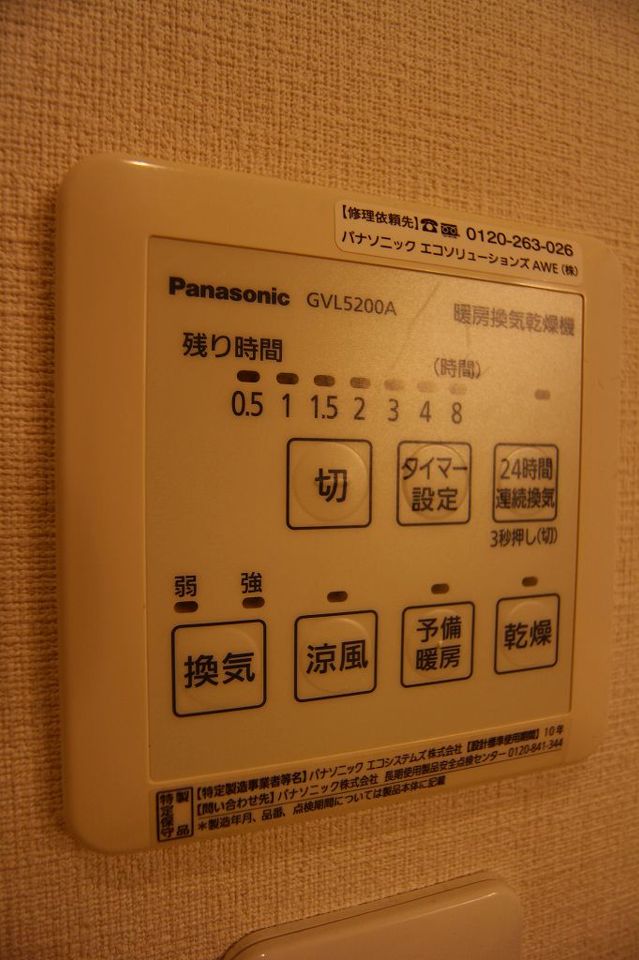 【修理依頼先】☎ 0120-263-026
パナソニック エコソリューションズ AWE (株)
Panasonic GVL5200A 暖房換気乾燥機
残り時間 (時間)
0.5 1 1.5 2 3 4 8
切 タイマー設定 24時間連続換気
3秒押し(切)
弱 強
換気 涼風 予備暖房 乾燥
特定保守製品
【特定製造事業者等名】パナソニック エコシステムズ 株式会社 【設計標準使用期間】10年
【問い合わせ先】パナソニック株式会社 長期使用製品安全点検センター 0120-841-344
*製造年月、品番、点検期間については製品本体に記載